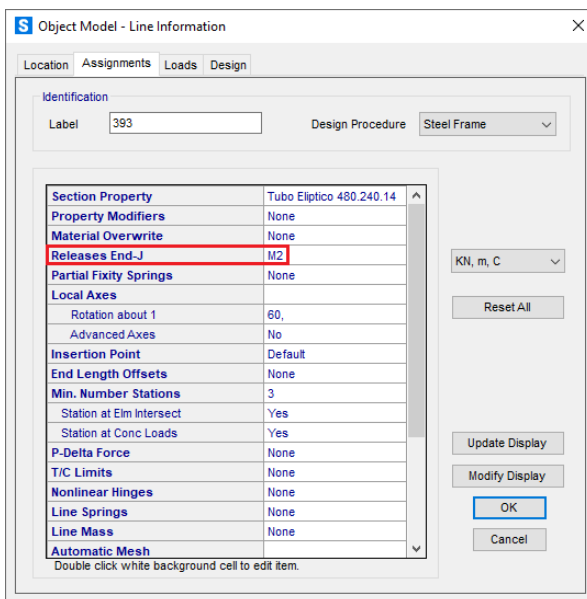 S Object Model - Line Information
Location Assignments Loads Design
Identification
Label 393 Design Procedure Steel Frame
Section Property Tubo Eliptico 480.240.14
Property Modifiers None
Material Overwrite None
Releases End-J M2
Partial Fixity Springs None
Local Axes
Rotation about 1 60,
Advanced Axes No
Insertion Point Default
End Length Offsets None
Min. Number Stations 3
Station at Elm Intersect Yes
Station at Conc Loads Yes
P-Delta Force None
T/C Limits None
Nonlinear Hinges None
Line Springs None
Line Mass None
Automatic Mesh
Double click white background cell to edit item.
KN, m, C
Reset All
Update Display
Modify Display
OK
Cancel